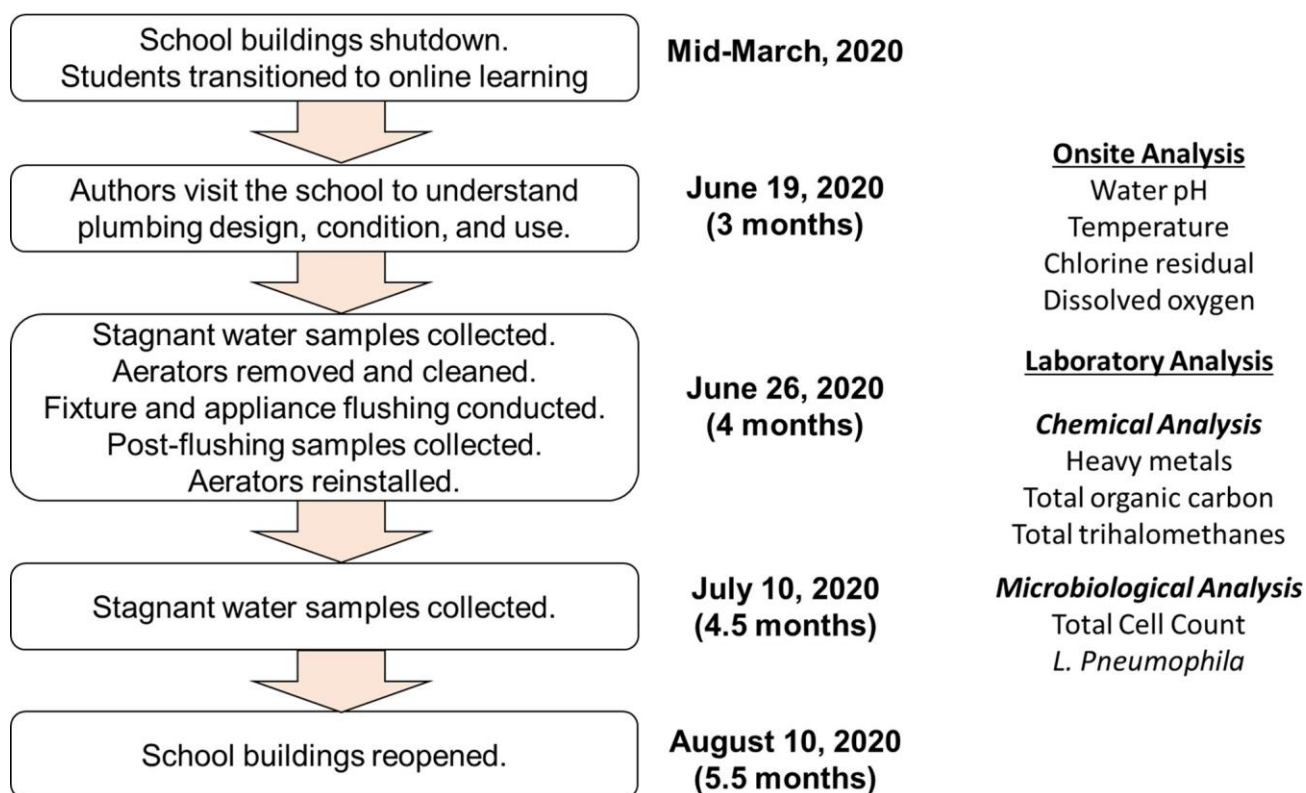 School buildings shutdown.
Students transitioned to online learning
Mid-March, 2020
Authors visit the school to understand
plumbing design, condition, and use.
June 19, 2020
(3 months)
Stagnant water samples collected.
Aerators removed and cleaned.
Fixture and appliance flushing conducted.
Post-flushing samples collected.
Aerators reinstalled.
June 26, 2020
(4 months)
Stagnant water samples collected.
July 10, 2020
(4.5 months)
School buildings reopened.
August 10, 2020
(5.5 months)
Onsite Analysis
Water pH
Temperature
Chlorine residual
Dissolved oxygen
Laboratory Analysis
Chemical Analysis
Heavy metals
Total organic carbon
Total trihalomethanes
Microbiological Analysis
Total Cell Count
L. Pneumophila